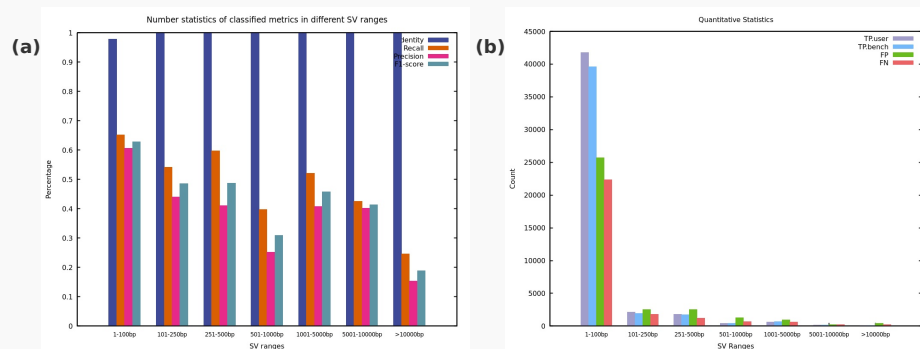 (a)
Number statistics of classified metrics in different SV ranges
Percentage
1
0.9
0.8
0.7
0.6
0.5
0.4
0.3
0.2
0.1
0
Identity
Recall
Precision
F1-score
1-100bp 101-250bp 251-500bp 501-1000bp 1001-5000bp 5001-10000bp >10000bp
SV ranges
(b)
Quantitative Statistics
Count
45000
40000
35000
30000
25000
20000
15000
10000
5000
0
TP.user
TP.bench
FP
FN
1-100bp 101-250bp 251-500bp 501-1000bp 1001-5000bp 5001-10000bp >10000bp
SV Ranges